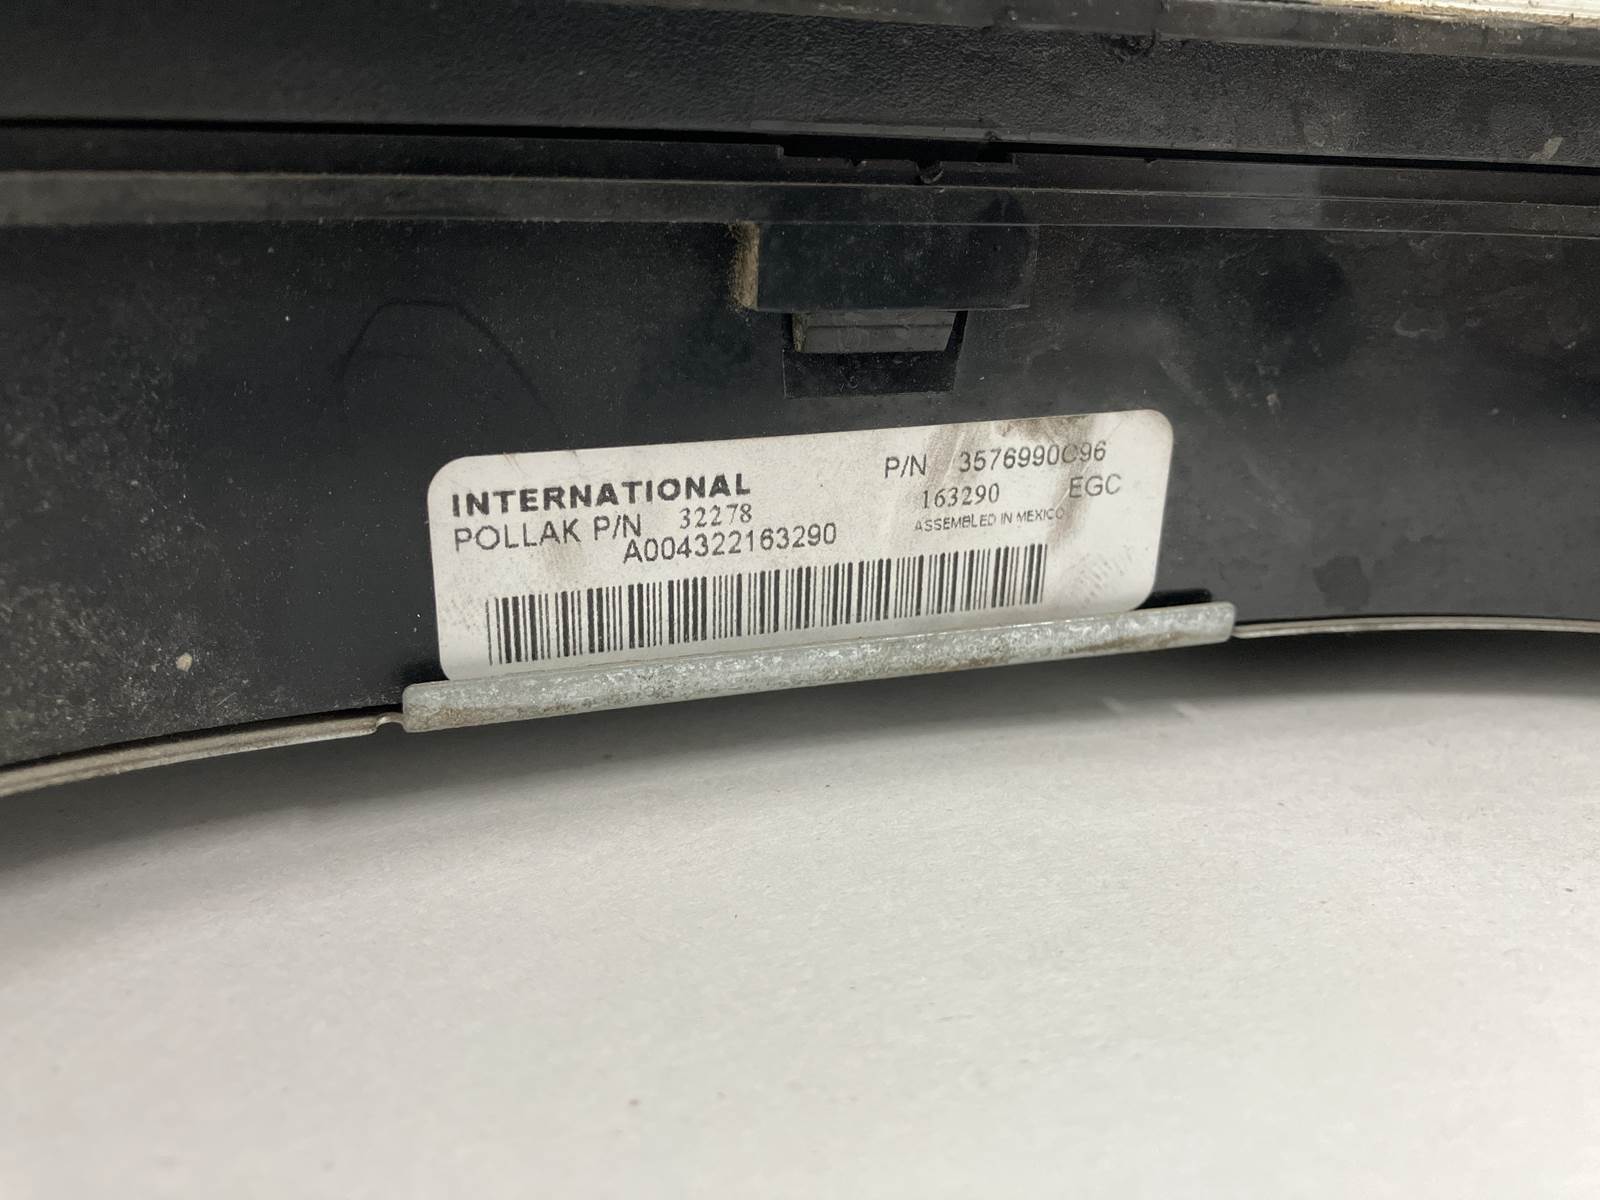 INTERNATIONAL
POLLAK P/N 32278
A004322163290
P/N 3576990C96
163290 EGC
ASSEMBLED IN MEXICO